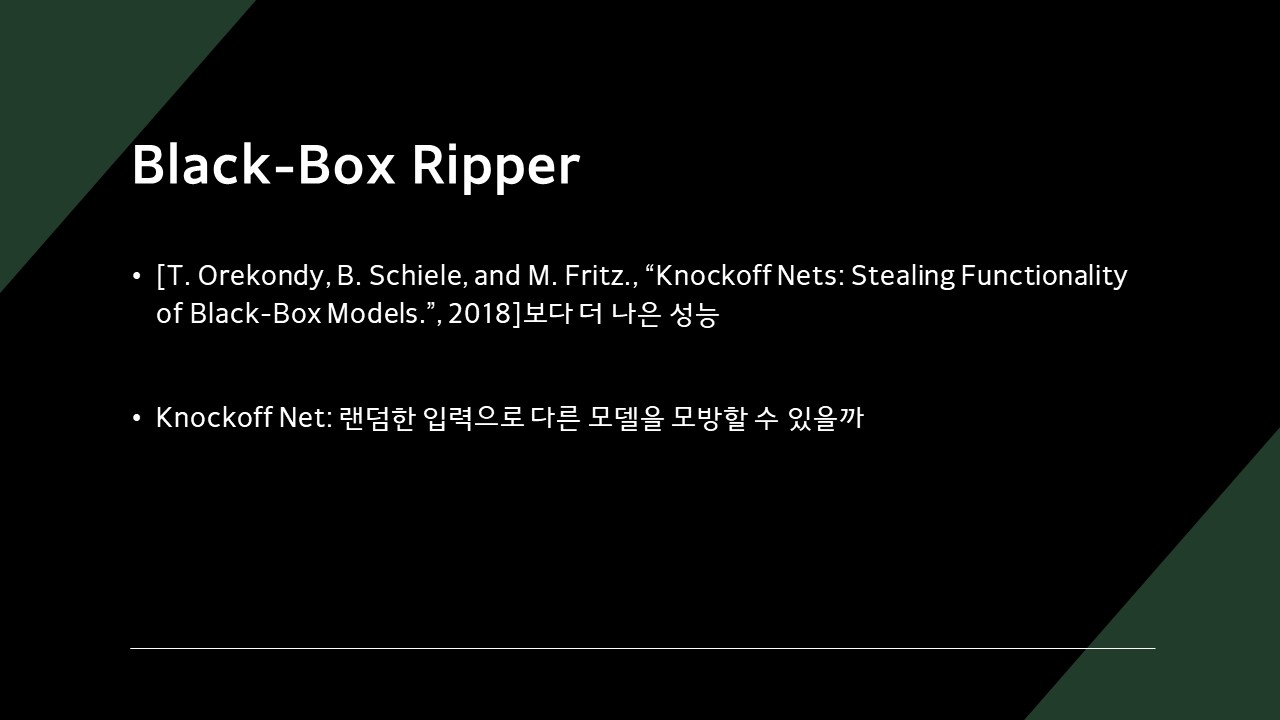 Black-Box Ripper
• [T. Orekondy, B. Schiele, and M. Fritz., “Knockoff Nets: Stealing Functionality
of Black-Box Models.”, 2018]보다 더 나은 성능
• Knockoff Net: 랜덤한 입력으로 다른 모델을 모방할 수 있을까